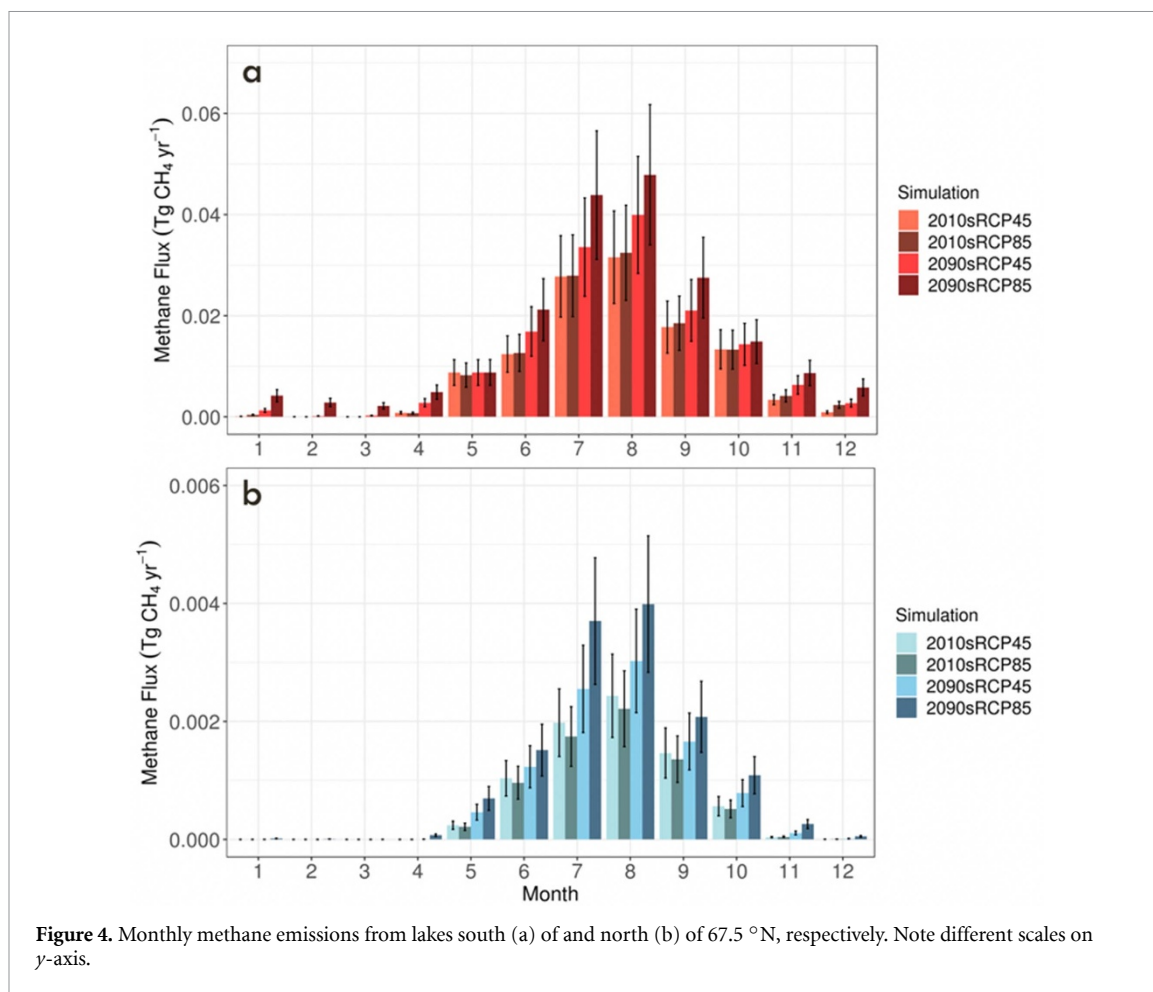 a
Methane Flux (Tg CH₄ yr⁻¹)
0.06
0.04
0.02
0.00
1 2 3 4 5 6 7 8 9 10 11 12
Simulation
2010sRCP45
2010sRCP85
2090sRCP45
2090sRCP85
b
Methane Flux (Tg CH₄ yr⁻¹)
0.006
0.004
0.002
0.000
1 2 3 4 5 6 7 8 9 10 11 12
Month
Simulation
2010sRCP45
2010sRCP85
2090sRCP45
2090sRCP85
Figure 4. Monthly methane emissions from lakes south (a) of and north (b) of 67.5 °N, respectively. Note different scales on
y-axis.